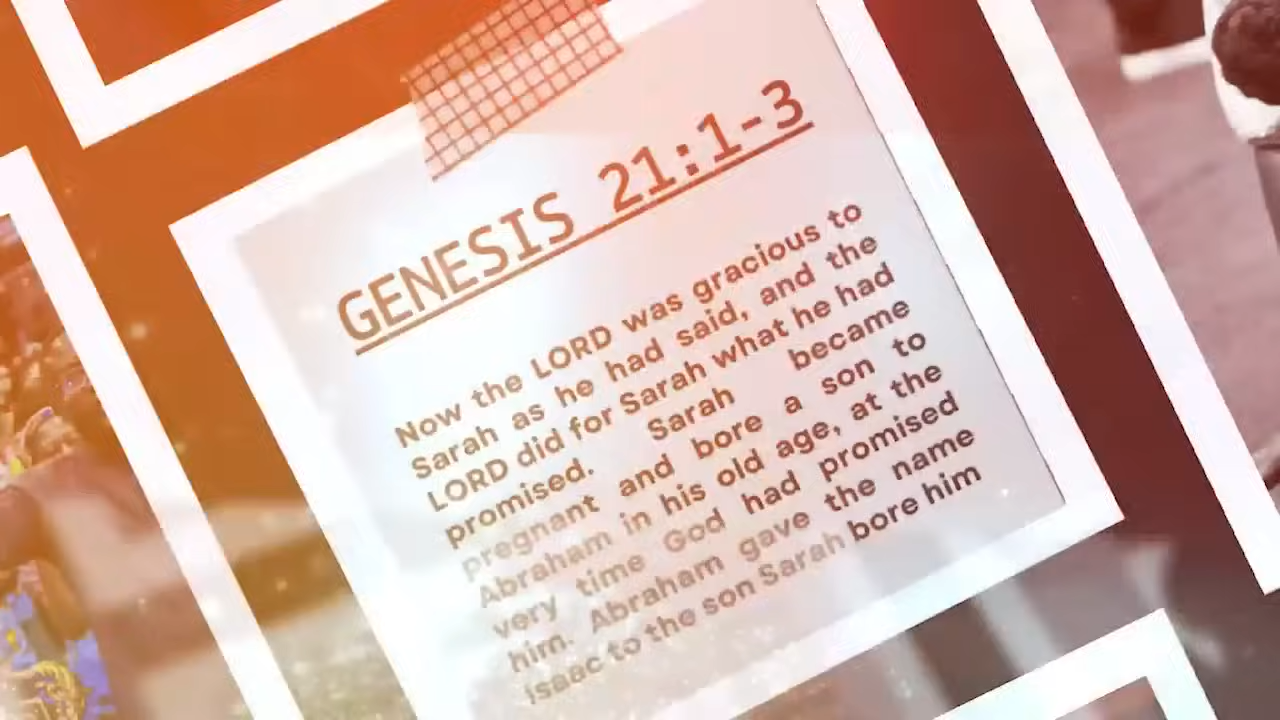 GENESIS 21:1-3
Now the LORD was gracious to
Sarah as he had said, and the
LORD did for Sarah what he had
promised. Sarah became
pregnant and bore a son to
Abraham in his old age, at the
very time God had promised
him. Abraham gave the name
Isaac to the son Sarah bore him